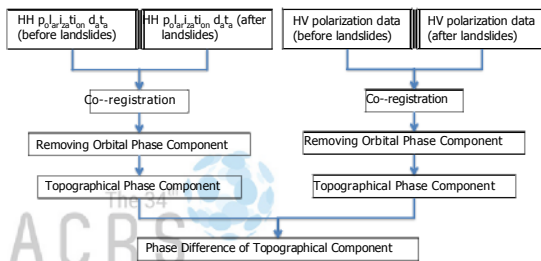 HH polarization data
(before landslides)
HH polarization data (after
landslides)
HV polarization data
(before landslides)
HV polarization data
(after landslides)
Co--registration
Co--registration
Removing Orbital Phase Component
Removing Orbital Phase Component
Topographical Phase Component
Topographical Phase Component
The 34th
ACRS
Phase Difference of Topographical Component